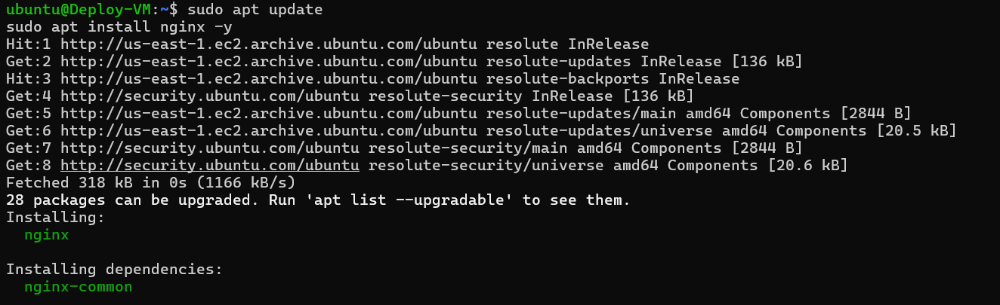 ubuntu@Deploy-VM:~$ sudo apt update
sudo apt install nginx -y
Hit:1 http://us-east-1.ec2.archive.ubuntu.com/ubuntu resolute InRelease
Get:2 http://us-east-1.ec2.archive.ubuntu.com/ubuntu resolute-updates InRelease [136 kB]
Hit:3 http://us-east-1.ec2.archive.ubuntu.com/ubuntu resolute-backports InRelease
Get:4 http://security.ubuntu.com/ubuntu resolute-security InRelease [136 kB]
Get:5 http://us-east-1.ec2.archive.ubuntu.com/ubuntu resolute-updates/main amd64 Components [2844 B]
Get:6 http://us-east-1.ec2.archive.ubuntu.com/ubuntu resolute-updates/universe amd64 Components [20.5 kB]
Get:7 http://security.ubuntu.com/ubuntu resolute-security/main amd64 Components [2844 B]
Get:8 http://security.ubuntu.com/ubuntu resolute-security/universe amd64 Components [20.6 kB]
Fetched 318 kB in 0s (1166 kB/s)
28 packages can be upgraded. Run 'apt list --upgradable' to see them.
Installing:
  nginx

Installing dependencies:
  nginx-common